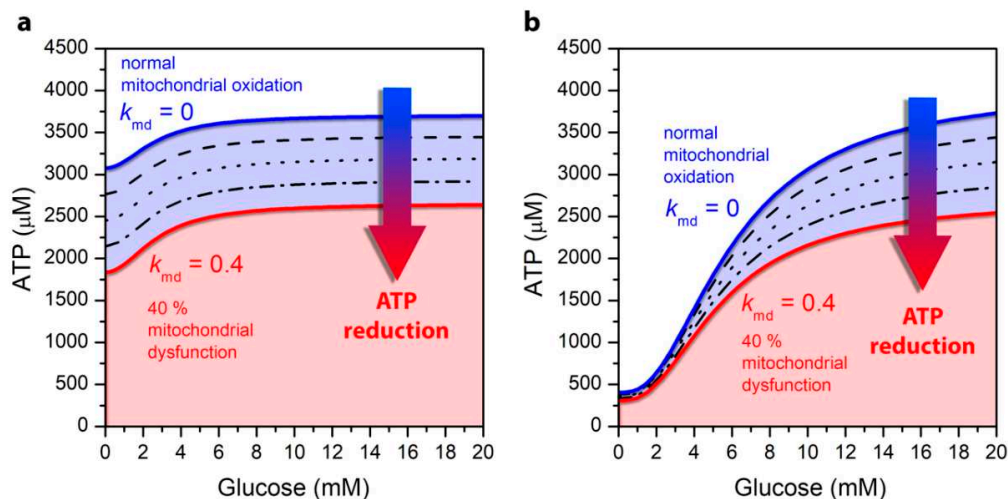 a
4500
4000
3500
3000
2500
2000
1500
1000
500
0
ATP (μM)
normal
mitochondrial oxidation
kmd = 0
kmd = 0.4
40 %
mitochondrial
dysfunction
ATP
reduction
0 2 4 6 8 10 12 14 16 18 20
Glucose (mM)
b
4500
4000
3500
3000
2500
2000
1500
1000
500
0
ATP (μM)
normal
mitochondrial
oxidation
kmd = 0
kmd = 0.4
40 %
mitochondrial
dysfunction
ATP
reduction
0 2 4 6 8 10 12 14 16 18 20
Glucose (mM)